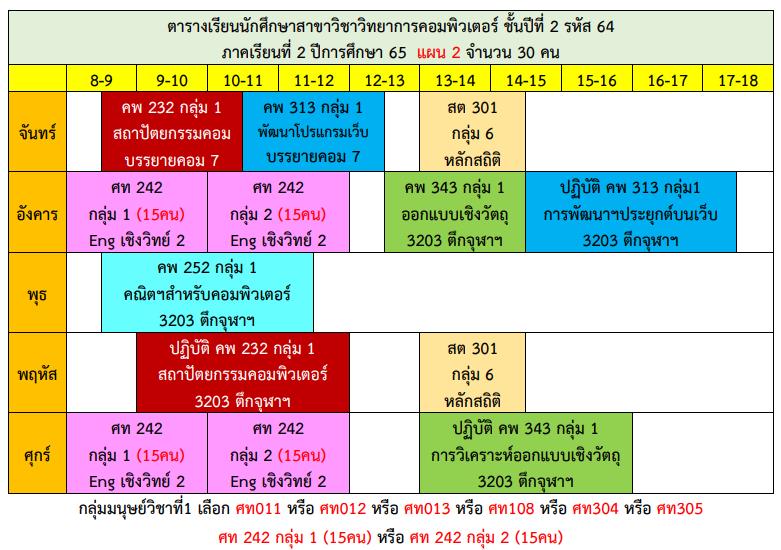 ตารางเรียนนักศึกษาสาขาวิชาวิทยาการคอมพิวเตอร์ ชั้นปีที่ 2 รหัส 64
ภาคเรียนที่ 2 ปีการศึกษา 65 แผน 2 จำนวน 30 คน
8-9 9-10 10-11 11-12 12-13 13-14 14-15 15-16 16-17 17-18
จันทร์
คพ 232 กลุ่ม 1
สถาปัตยกรรมคอม
บรรยายคอม 7
คพ 313 กลุ่ม 1
พัฒนาโปรแกรมเว็บ
บรรยายคอม 7
สต 301
กลุ่ม 6
หลักสถิติ
อังคาร
ศท 242
กลุ่ม 1 (15คน)
Eng เชิงวิทย์ 2
ศท 242
กลุ่ม 2 (15คน)
Eng เชิงวิทย์ 2
คพ 343 กลุ่ม 1
ออกแบบเชิงวัตถุ
3203 ตึกจุฬาฯ
ปฏิบัติ คพ 313 กลุ่ม1
การพัฒนาฯประยุกต์บนเว็บ
3203 ตึกจุฬาฯ
พุธ
คพ 252 กลุ่ม 1
คณิตฯสำหรับคอมพิวเตอร์
3203 ตึกจุฬาฯ
พฤหัส
ปฏิบัติ คพ 232 กลุ่ม 1
สถาปัตยกรรมคอมพิวเตอร์
3203 ตึกจุฬาฯ
สต 301
กลุ่ม 6
หลักสถิติ
ศุกร์
ศท 242
กลุ่ม 1 (15คน)
Eng เชิงวิทย์ 2
ศท 242
กลุ่ม 2 (15คน)
Eng เชิงวิทย์ 2
ปฏิบัติ คพ 343 กลุ่ม 1
การวิเคราะห์ออกแบบเชิงวัตถุ
3203 ตึกจุฬาฯ
กลุ่มมนุษย์วิชาที่1 เลือก ศท011 หรือ ศท012 หรือ ศท013 หรือ ศท108 หรือ ศท304 หรือ ศท305
ศท 242 กลุ่ม 1 (15คน) หรือ ศท 242 กลุ่ม 2 (15คน)